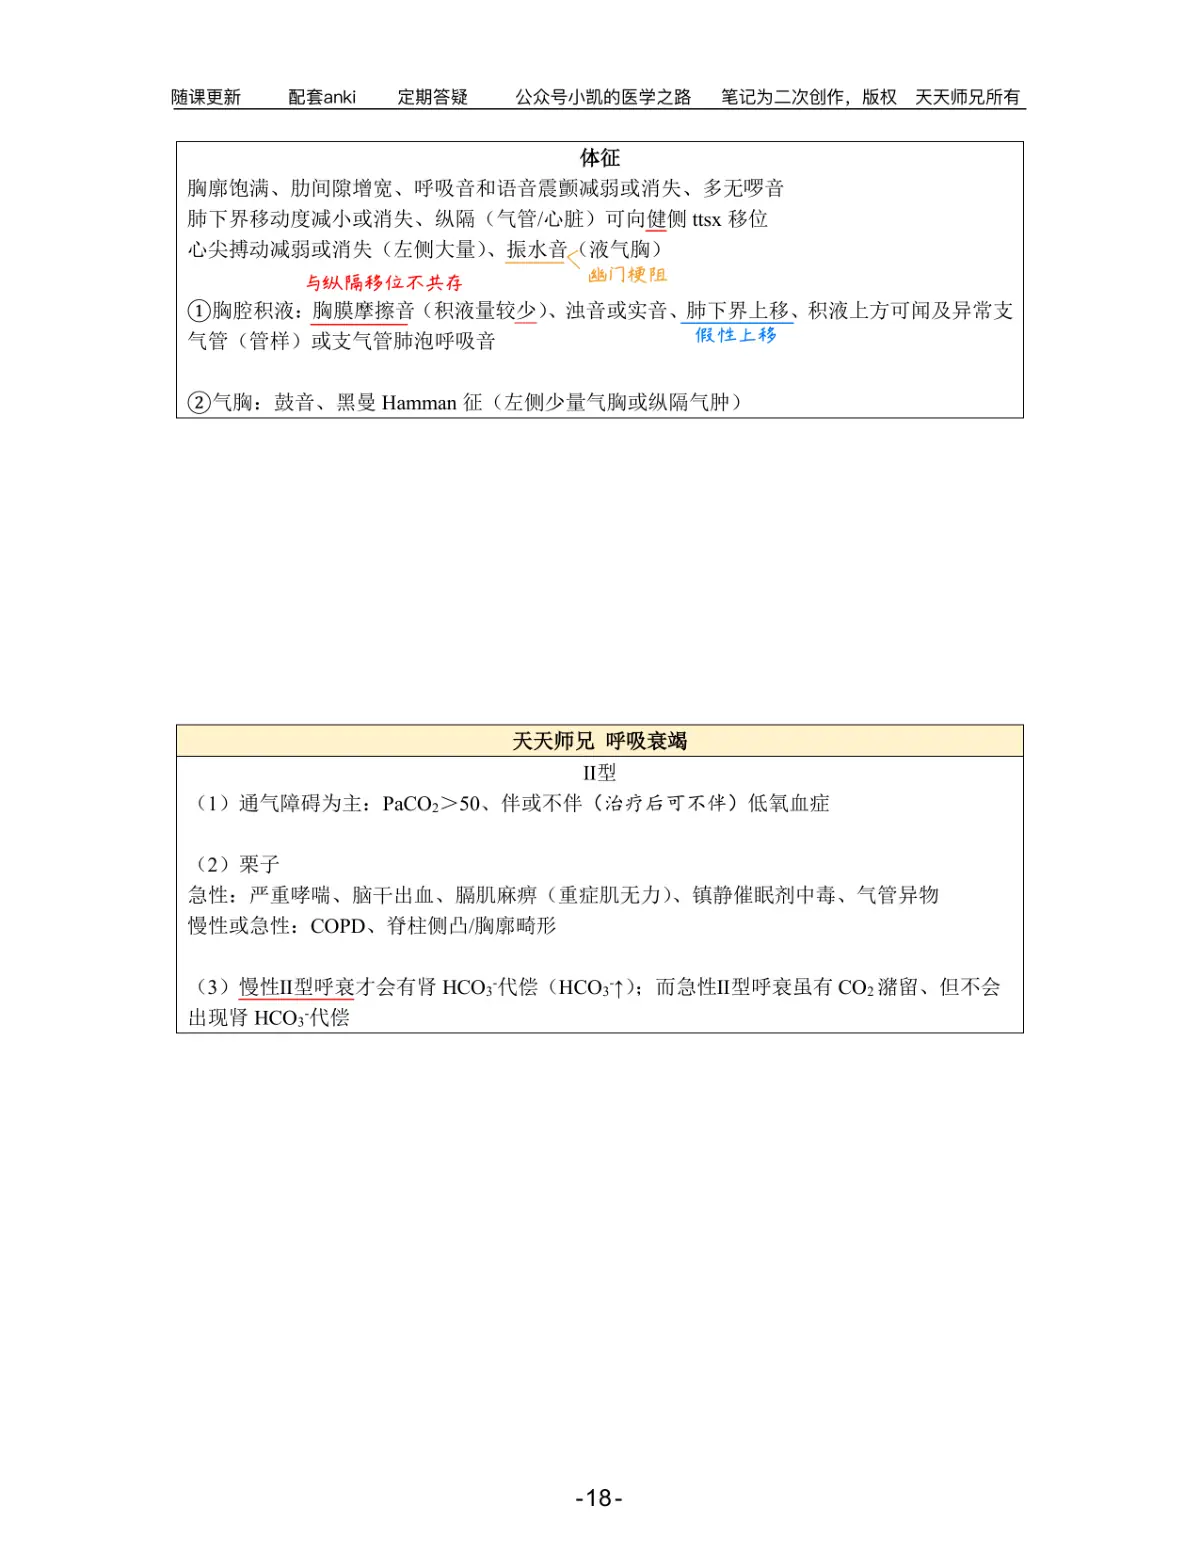 随课更新 配套anki 定期答疑 公众号小凯的医学之路 笔记为二次创作，版权 天天师兄所有
体征
胸廓饱满、肋间隙增宽、呼吸音和语音震颤减弱或消失、多无啰音
肺下界移动度减小或消失、纵隔（气管/心脏）可向健侧 ttsx 移位
心尖搏动减弱或消失（左侧大量）、振水音（液气胸）
与纵隔移位不共存 幽门梗阻
①胸腔积液：胸膜摩擦音（积液量较少）、浊音或实音、肺下界上移、积液上方可闻及异常支
假性上移
气管（管样）或支气管肺泡呼吸音
②气胸：鼓音、黑曼 Hamman 征（左侧少量气胸或纵隔气肿）
天天师兄 呼吸衰竭
II型
（1）通气障碍为主：PaCO₂＞50、伴或不伴（治疗后可不伴）低氧血症
（2）栗子
急性：严重哮喘、脑干出血、膈肌麻痹（重症肌无力）、镇静催眠剂中毒、气管异物
慢性或急性：COPD、脊柱侧凸/胸廓畸形
（3）慢性II型呼衰才会有肾 HCO₃⁻代偿（HCO₃⁻↑）；而急性II型呼衰虽有 CO₂ 潴留、但不会
出现肾 HCO₃⁻代偿
-18-